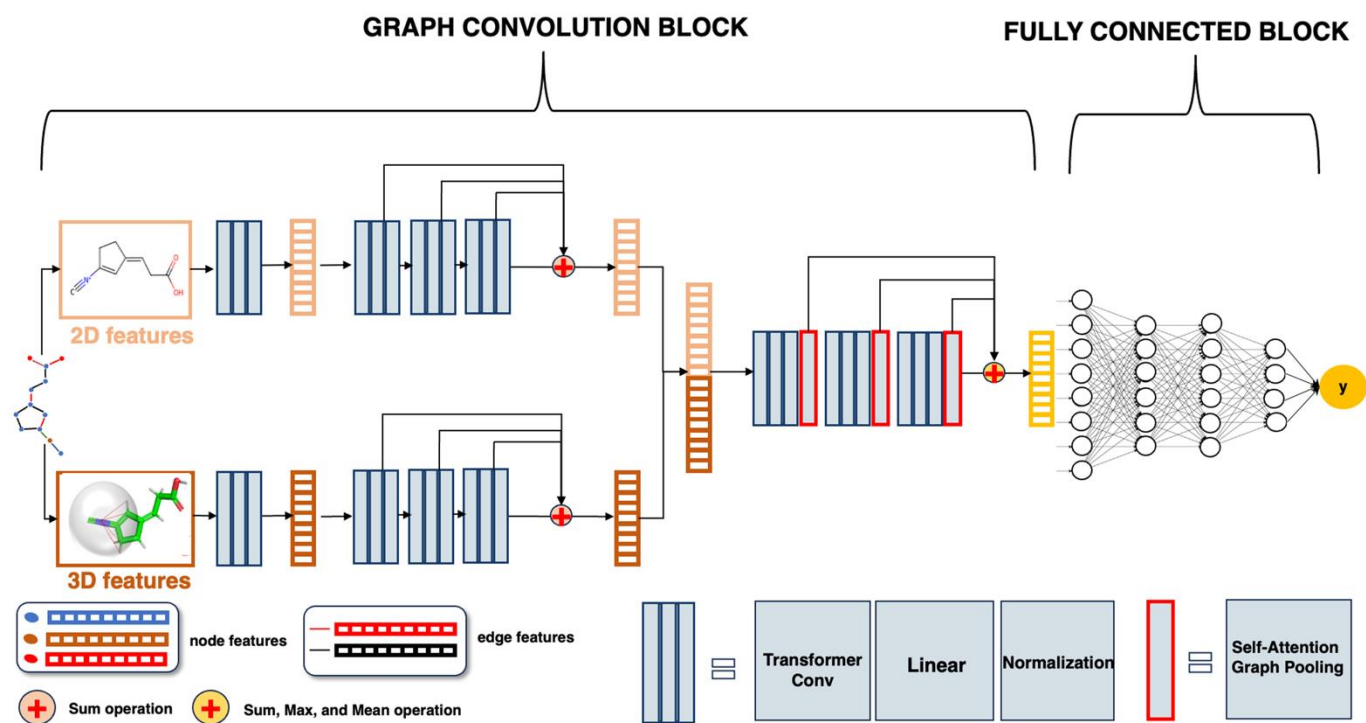 GRAPH CONVOLUTION BLOCK
FULLY CONNECTED BLOCK
O
N+
C
OH
2D features
y
3D features
node features
edge features
Transformer
Conv
Linear
Normalization
Self-Attention
Graph Pooling
Sum operation
Sum, Max, and Mean operation